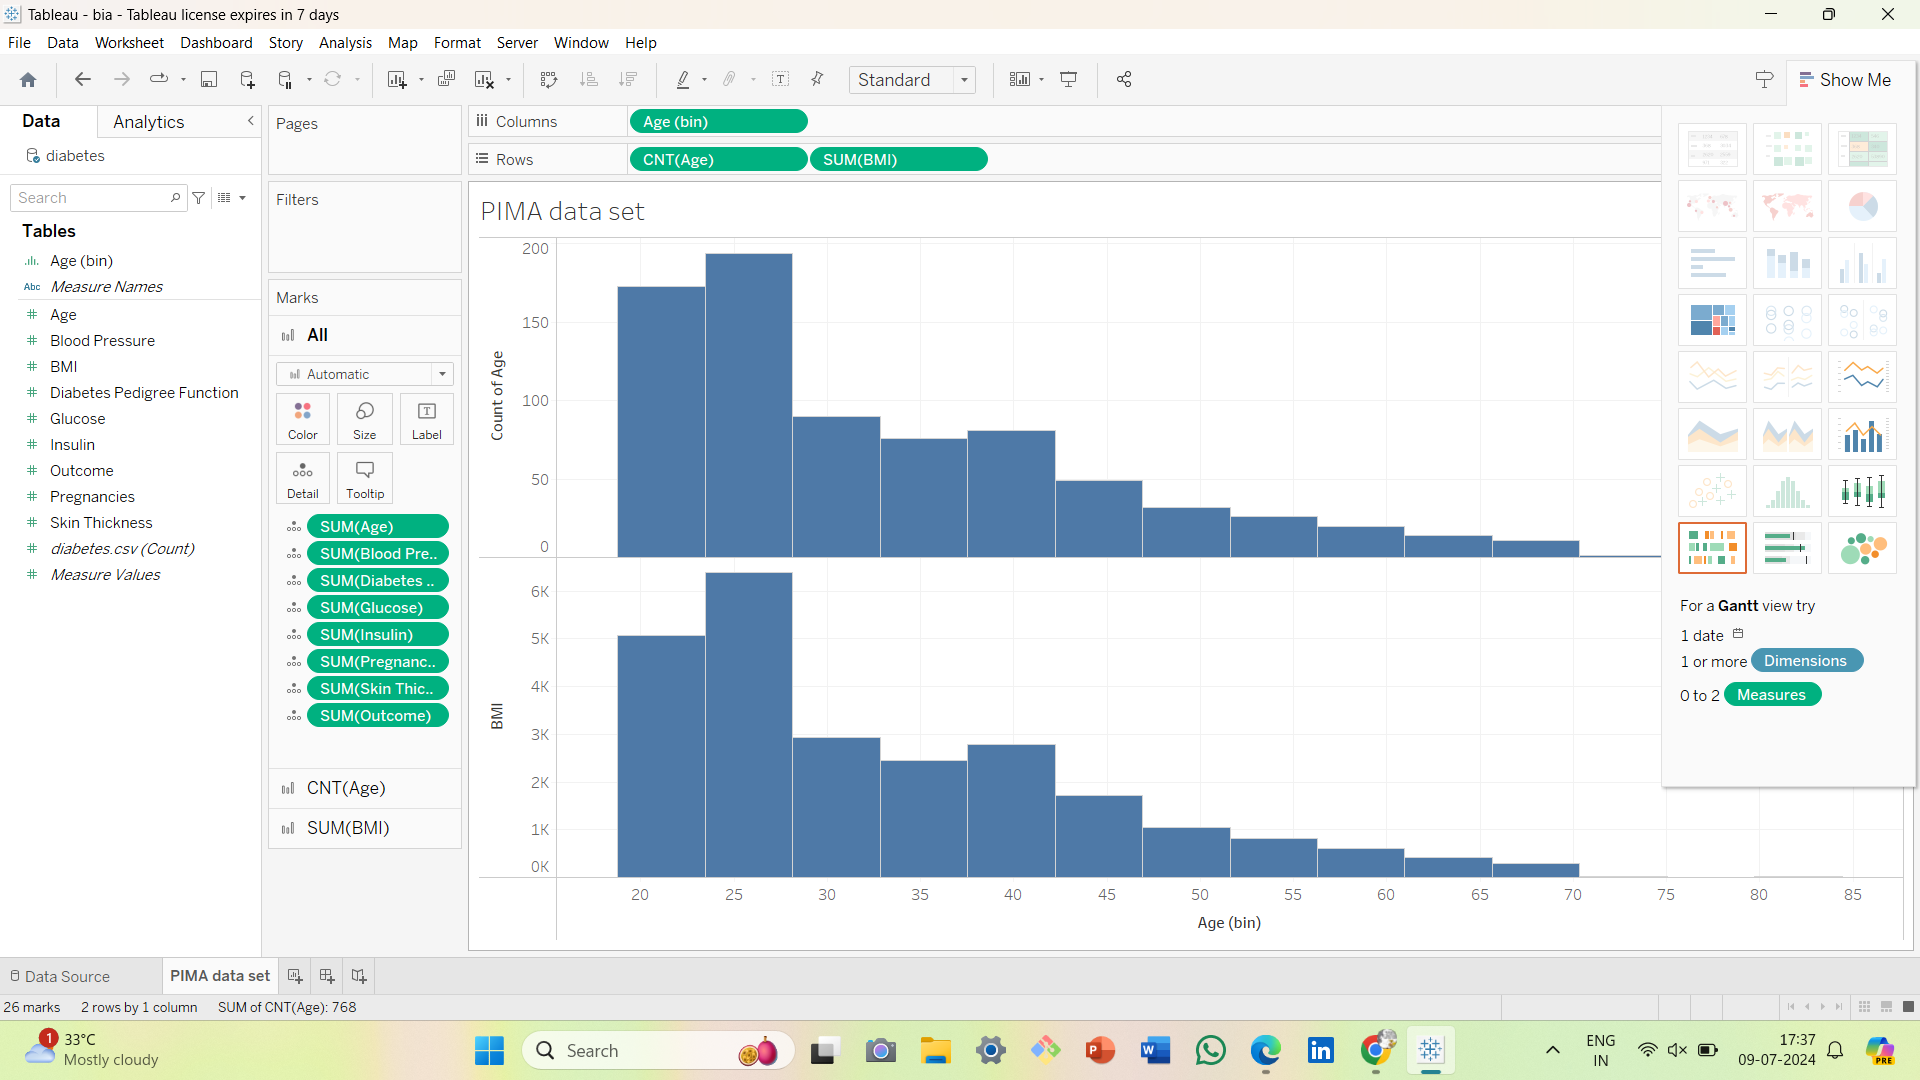 Tableau - bia - Tableau license expires in 7 days
File Data Worksheet Dashboard Story Analysis Map Format Server Window Help
Standard
Show Me
Data Analytics
diabetes
Search
Tables
Age (bin)
Abc Measure Names
Age
Blood Pressure
BMI
Diabetes Pedigree Function
Glucose
Insulin
Outcome
Pregnancies
Skin Thickness
diabetes.csv (Count)
Measure Values
Pages
Filters
Marks
All
Automatic
Color Size Label
Detail Tooltip
SUM(Age)
SUM(Blood Pre..
SUM(Diabetes ..
SUM(Glucose)
SUM(Insulin)
SUM(Pregnanc..
SUM(Skin Thic..
SUM(Outcome)
CNT(Age)
SUM(BMI)
Columns Age (bin)
Rows CNT(Age) SUM(BMI)
PIMA data set
200
150
100
50
0
Count of Age
6K
5K
4K
3K
2K
1K
0K
BMI
20 25 30 35 40 45 50 55 60 65 70 75 80 85
Age (bin)
For a Gantt view try
1 date
1 or more Dimensions
0 to 2 Measures
Data Source PIMA data set
26 marks 2 rows by 1 column SUM of CNT(Age): 768
1
33°C
Mostly cloudy
Search
ENG
IN
17:37
09-07-2024
PRE